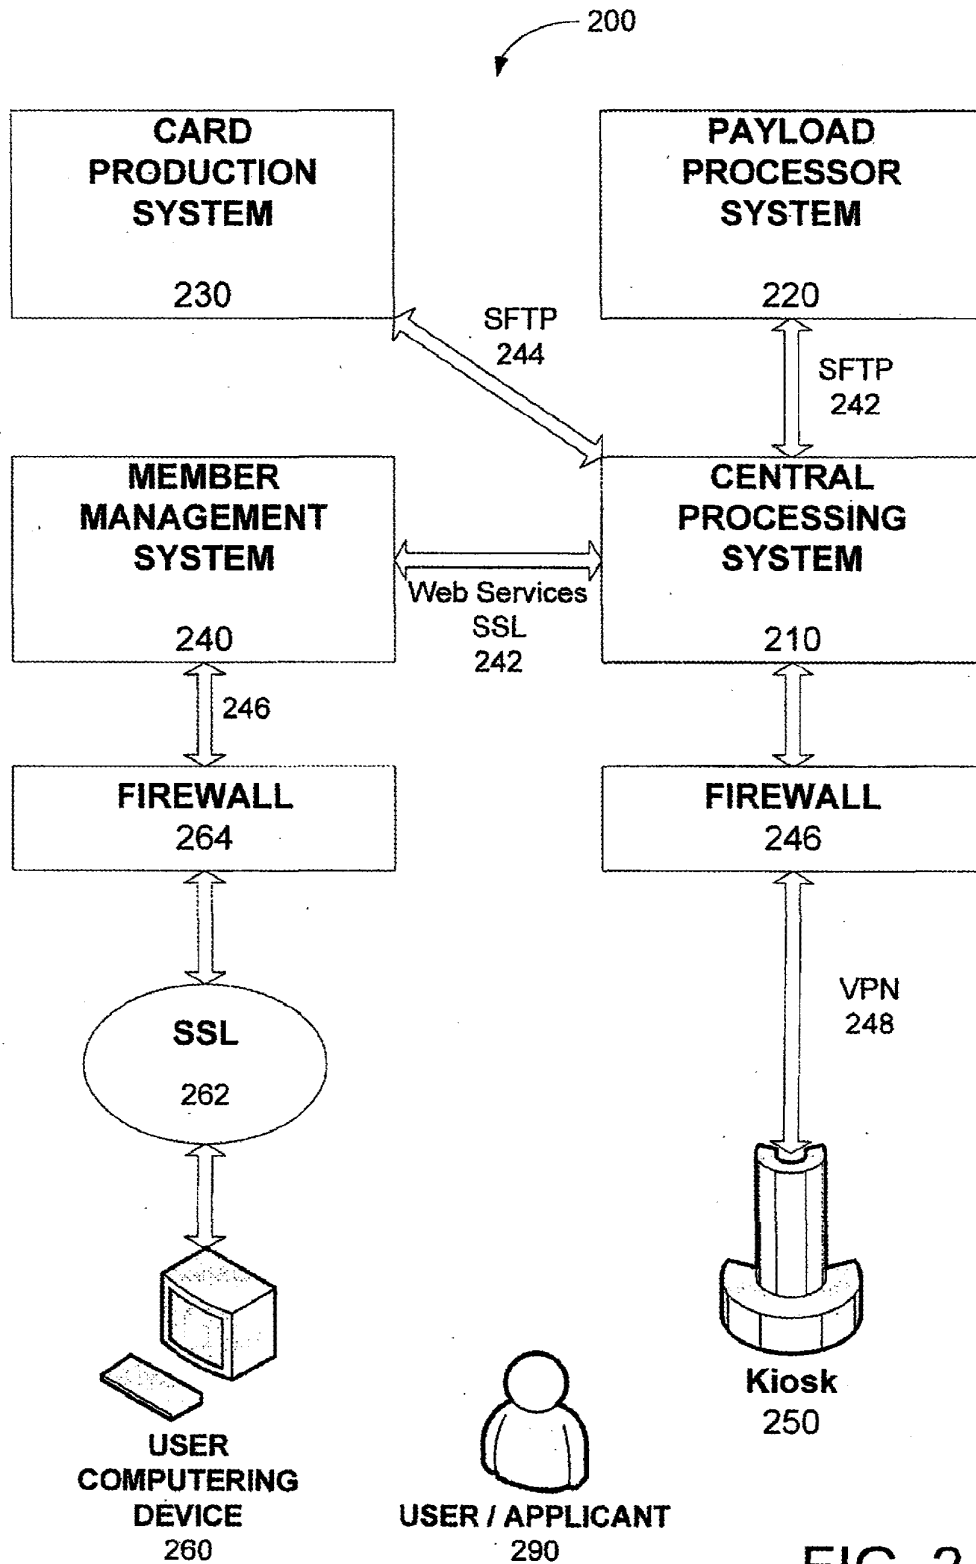 200
CARD
PRODUCTION
SYSTEM
230
PAYLOAD
PROCESSOR
SYSTEM
220
SFTP
244
SFTP
242
MEMBER
MANAGEMENT
SYSTEM
240
Web Services
SSL
242
CENTRAL
PROCESSING
SYSTEM
210
246
FIREWALL
264
FIREWALL
246
SSL
262
VPN
248
Kiosk
250
USER
COMPUTERING
DEVICE
260
USER / APPLICANT
290
FIG. 2